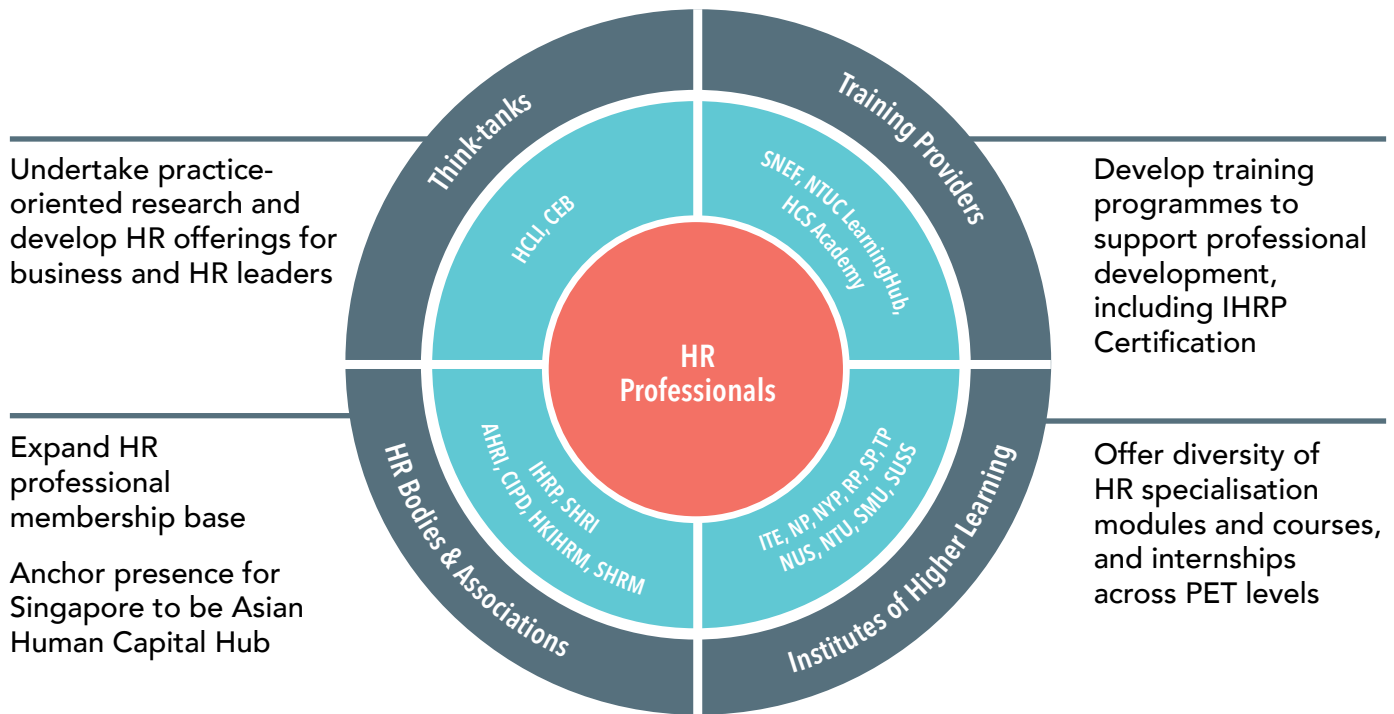 Think-tanks
HCLI, CEB
Undertake practice-
oriented research and
develop HR offerings for
business and HR leaders
Training Providers
SNEF, NTUC LearningHub,
HCS Academy
Develop training
programmes to
support professional
development,
including IHRP
Certification
HR
Professionals
HR Bodies & Associations
IHRP, SHRI
AHRI, CIPD, HKIHRM, SHRM
Expand HR
professional
membership base
Anchor presence for
Singapore to be Asian
Human Capital Hub
Institutes of Higher Learning
ITE, NP, NYP, RP, SP, TP
NUS, NTU, SMU, SUSS
Offer diversity of
HR specialisation
modules and courses,
and internships
across PET levels